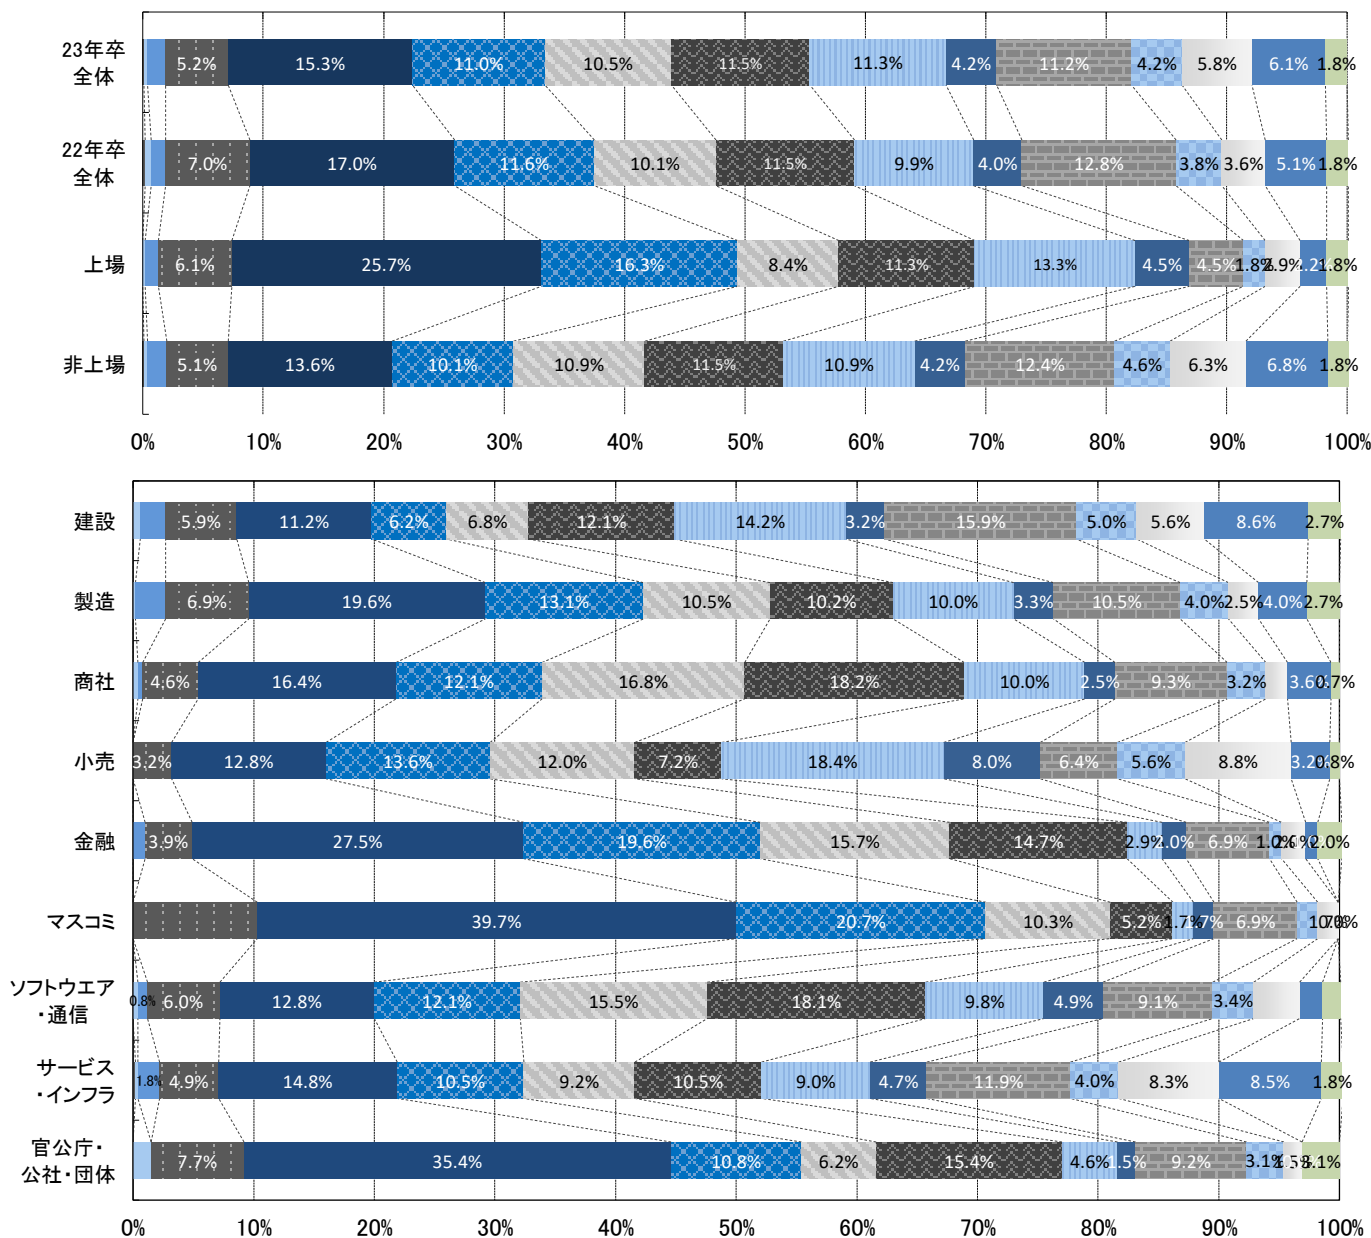 23年卒
全体
5.2% 15.3% 11.0% 10.5% 11.5% 11.3% 4.2% 11.2% 4.2% 5.8% 6.1% 1.8%
22年卒
全体
7.0% 17.0% 11.6% 10.1% 11.5% 9.9% 4.0% 12.8% 3.8% 3.6% 5.1% 1.8%
上場
6.1% 25.7% 16.3% 8.4% 11.3% 13.3% 4.5% 4.5% 1.8% 2.9% 2.2% 1.8%
非上場
5.1% 13.6% 10.1% 10.9% 11.5% 10.9% 4.2% 12.4% 4.6% 6.3% 6.8% 1.8%
0% 10% 20% 30% 40% 50% 60% 70% 80% 90% 100%
建設
5.9% 11.2% 6.2% 6.8% 12.1% 14.2% 3.2% 15.9% 5.0% 5.6% 8.6% 2.7%
製造
6.9% 19.6% 13.1% 10.5% 10.2% 10.0% 3.3% 10.5% 4.0% 2.5% 4.0% 2.7%
商社
4.6% 16.4% 12.1% 16.8% 18.2% 10.0% 2.5% 9.3% 3.2% 3.6% 0.7%
小売
3.2% 12.8% 13.6% 12.0% 7.2% 18.4% 8.0% 6.4% 5.6% 8.8% 3.2% 0.8%
金融
3.9% 27.5% 19.6% 15.7% 14.7% 2.9% 2.0% 6.9% 1.0% 2.0%
マスコミ
39.7% 20.7% 10.3% 5.2% 1.7% 6.9%
ソフトウエア
・通信
0.8% 6.0% 12.8% 12.1% 15.5% 18.1% 9.8% 4.9% 9.1% 3.4%
サービス
・インフラ
1.8% 4.9% 14.8% 10.5% 9.2% 10.5% 9.0% 4.7% 11.9% 4.0% 8.3% 8.5% 1.8%
官公庁・
公社・団体
7.7% 35.4% 10.8% 6.2% 15.4% 4.6% 1.5% 9.2% 3.1% 3.1%
0% 10% 20% 30% 40% 50% 60% 70% 80% 90% 100%